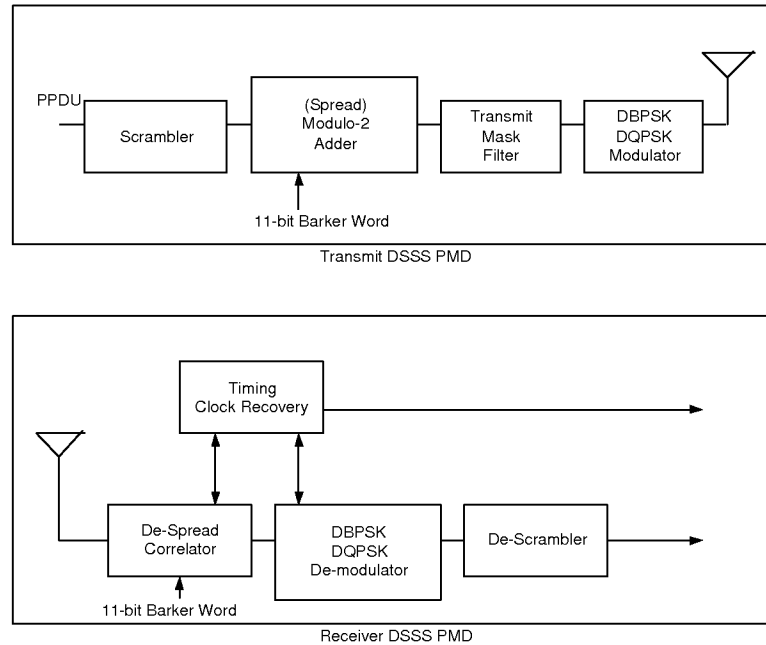 PPDU
Scrambler
(Spread)
Modulo-2
Adder
Transmit
Mask
Filter
DBPSK
DQPSK
Modulator
11-bit Barker Word
Transmit DSSS PMD
Timing
Clock Recovery
De-Spread
Correlator
DBPSK
DQPSK
De-modulator
De-Scrambler
11-bit Barker Word
Receiver DSSS PMD